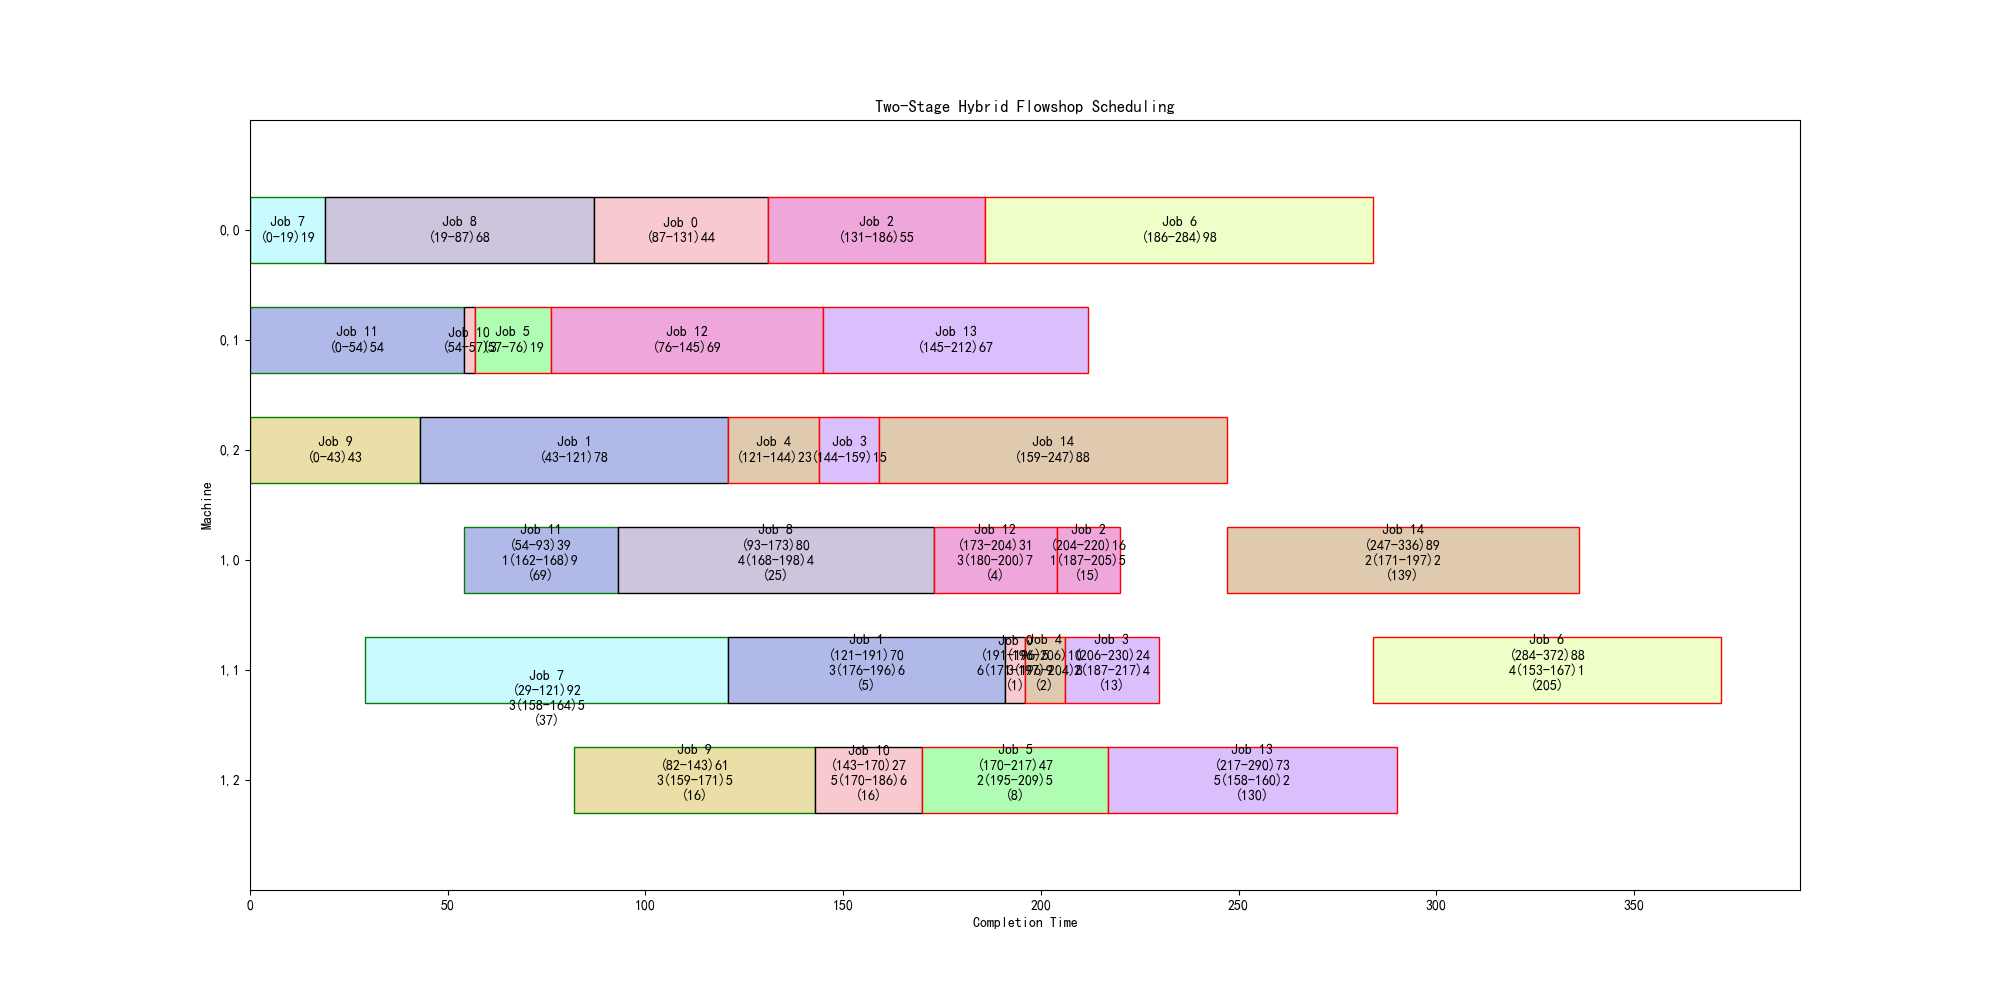 Two-Stage Hybrid Flowshop Scheduling
0,0
Job 7
(0-19)19
Job 8
(19-87)68
Job 0
(87-131)44
Job 2
(131-186)55
Job 6
(186-284)98
0,1
Job 11
(0-54)54
Job 10
(54-57)3
Job 5
(57-76)19
Job 12
(76-145)69
Job 13
(145-212)67
0,2
Job 9
(0-43)43
Job 1
(43-121)78
Job 4
(121-144)23
Job 3
(144-159)15
Job 14
(159-247)88
Machine
1,0
Job 11
(54-93)39
1(162-168)9
(69)
Job 8
(93-173)80
4(168-198)4
(25)
Job 12
(173-204)31
3(180-200)7
(4)
Job 2
(204-220)16
1(187-205)5
(15)
Job 14
(247-336)89
2(171-197)2
(139)
1,1
Job 7
(29-121)92
3(158-164)5
(37)
Job 1
(121-191)70
3(176-196)6
(5)
Job 0
(191-196)5
(1)
Job 4
(196-206)10
(2)
Job 3
(206-230)24
(187-217)4
(13)
Job 6
(284-372)88
4(153-167)1
(205)
1,2
Job 9
(82-143)61
3(159-171)5
(16)
Job 10
(143-170)27
5(170-186)6
(16)
Job 5
(170-217)47
2(195-209)5
(8)
Job 13
(217-290)73
5(158-160)2
(130)
0
50
100
150
200
250
300
350
Completion Time